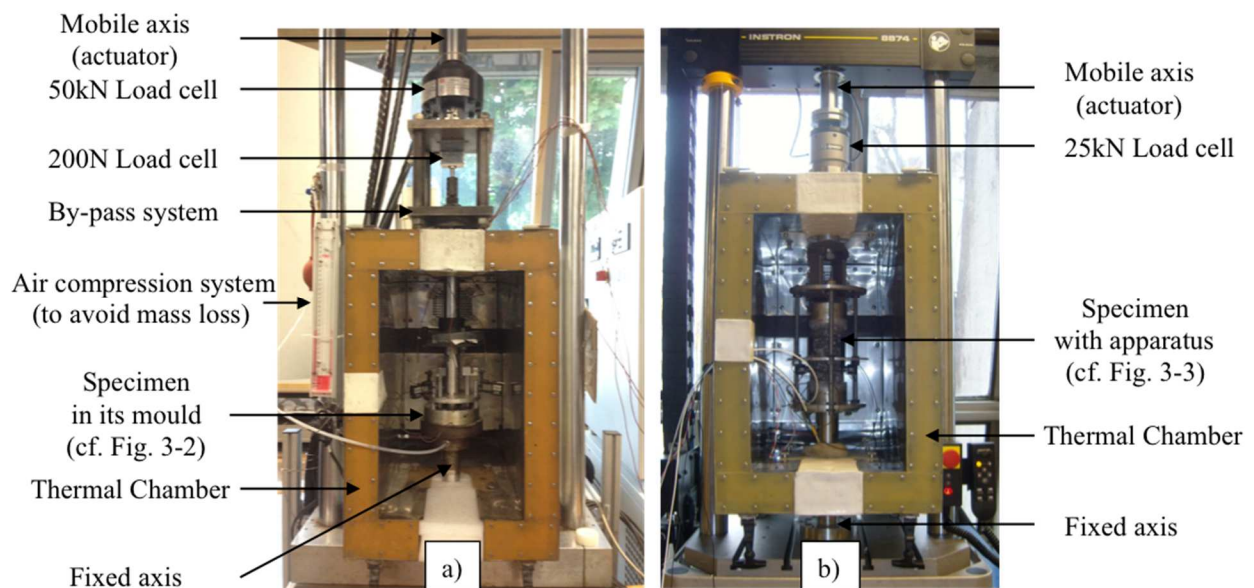 Mobile axis
(actuator)
50kN Load cell
200N Load cell
By-pass system
Air compression system
(to avoid mass loss)
Specimen
in its mould
(cf. Fig. 3-2)
Thermal Chamber
Fixed axis
a)
INSTRON 8874
Mobile axis
(actuator)
25kN Load cell
Specimen
with apparatus
(cf. Fig. 3-3)
Thermal Chamber
Fixed axis
b)